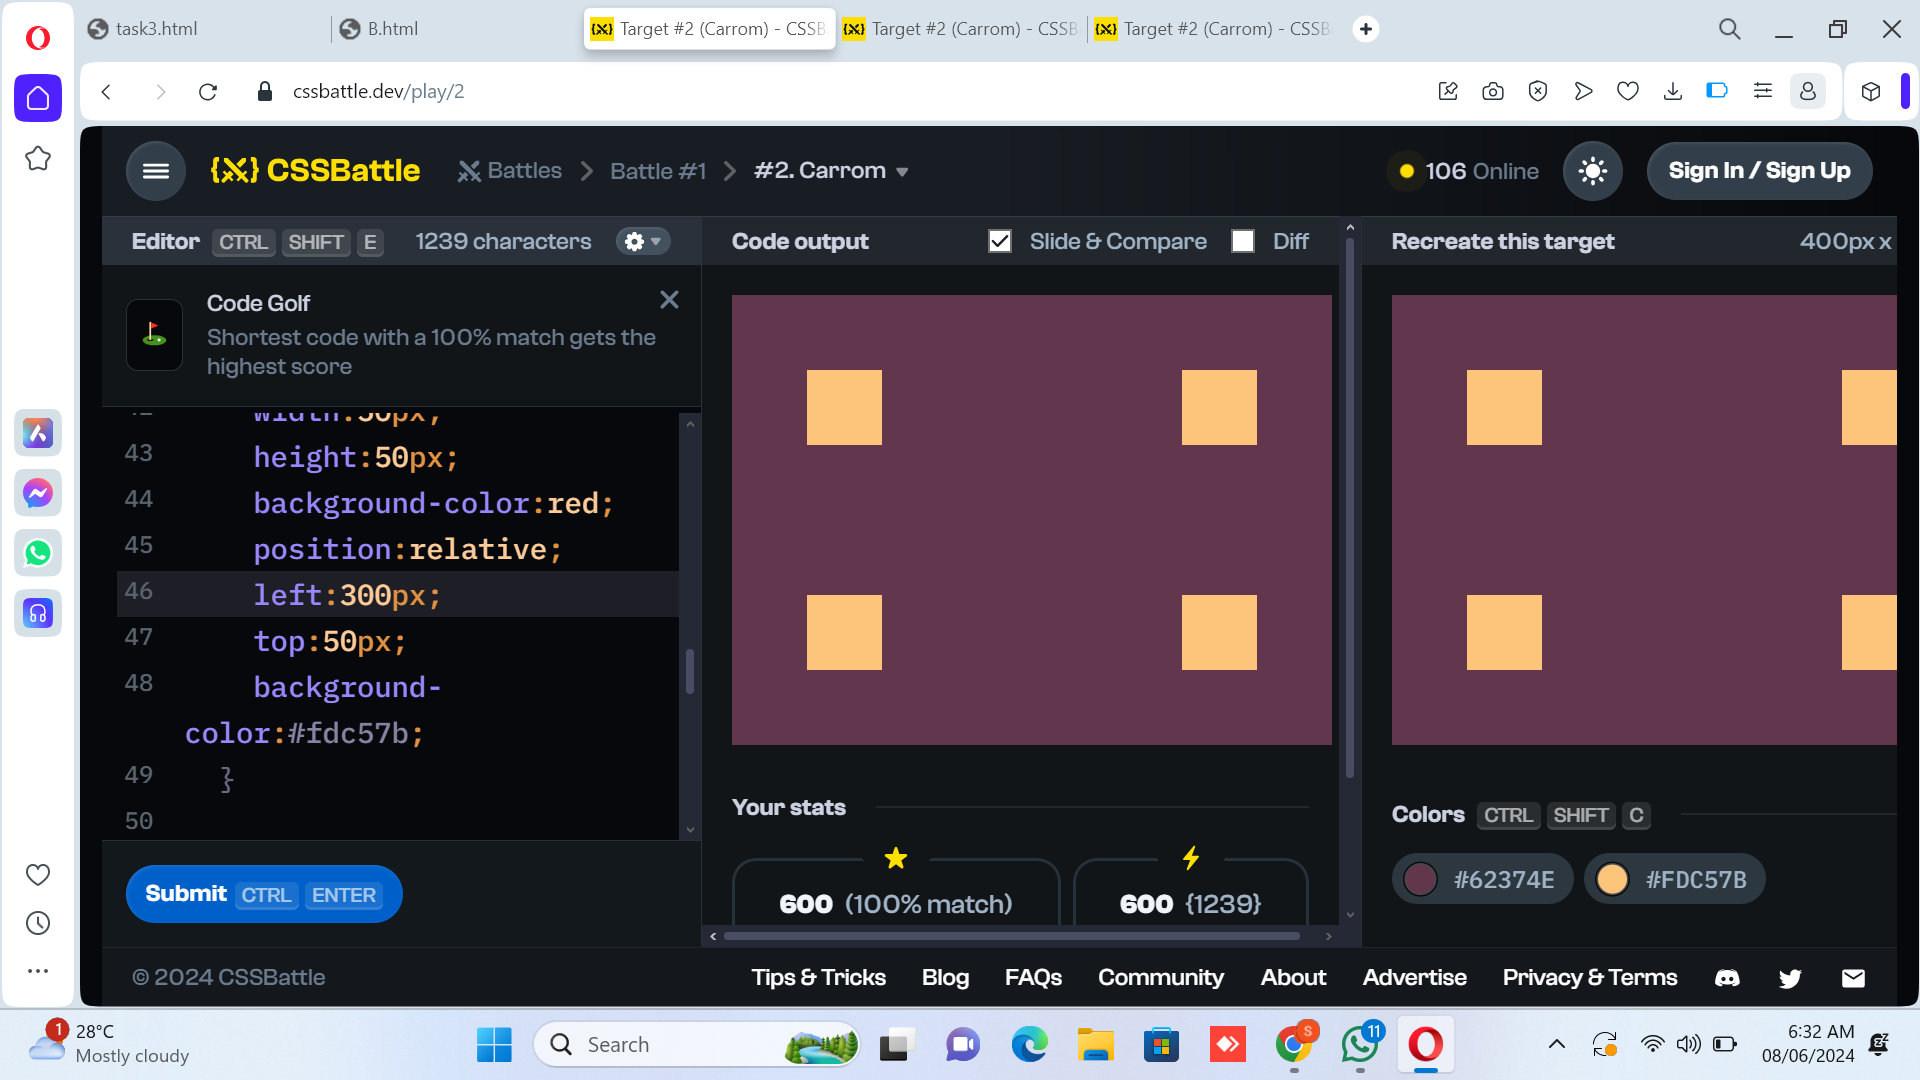 task3.html
B.html
Target #2 (Carrom) - CSSB
Target #2 (Carrom) - CSSB
Target #2 (Carrom) - CSSB
cssbattle.dev/play/2
CSSBattle
Battles
Battle #1
#2. Carrom
106 Online
Sign In / Sign Up
Editor CTRL SHIFT E
1239 characters
Code output
Slide & Compare
Diff
Recreate this target
400px x
Code Golf
Shortest code with a 100% match gets the
highest score
42 width:50px;
43 height:50px;
44 background-color:red;
45 position:relative;
46 left:300px;
47 top:50px;
48 background-
color:#fdc57b;
49 }
50
Submit CTRL ENTER
Your stats
600 (100% match)
600 {1239}
Colors CTRL SHIFT C
#62374E
#FDC57B
© 2024 CSSBattle
Tips & Tricks
Blog
FAQs
Community
About
Advertise
Privacy & Terms
1
28°C
Mostly cloudy
Search
S
11
6:32 AM
08/06/2024